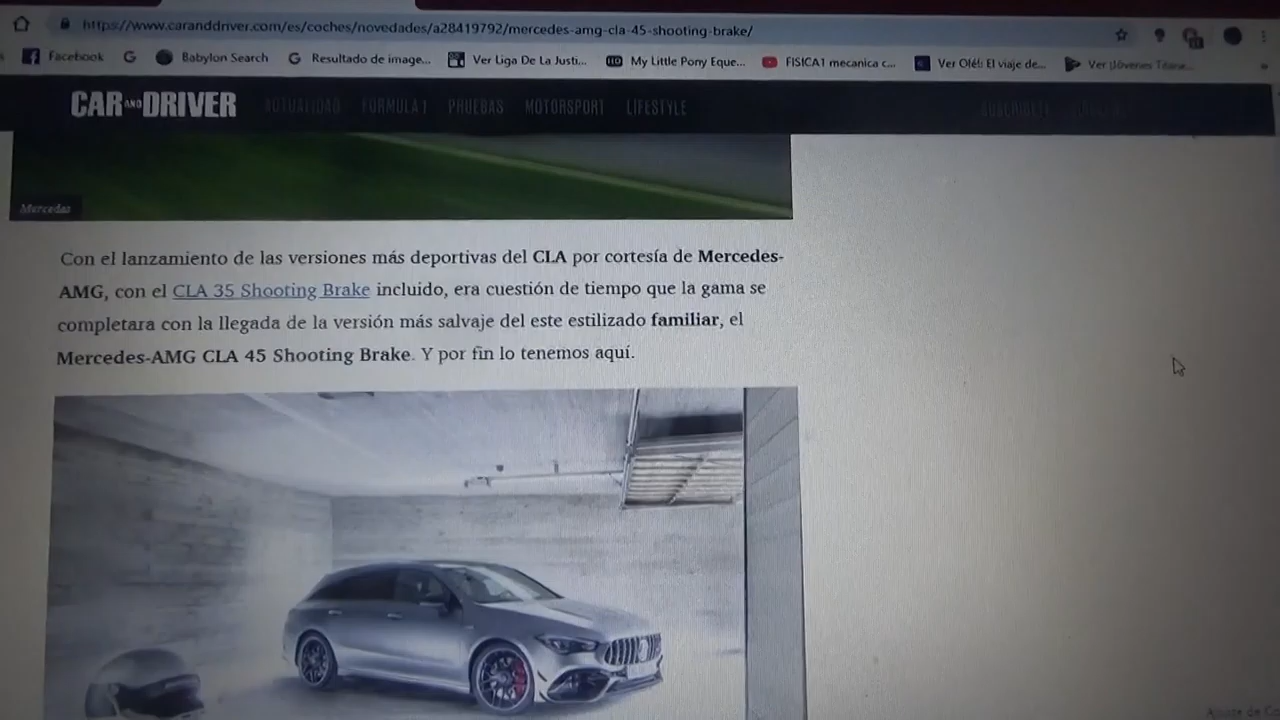 https://www.caranddriver.com/es/coches/novedades/a28419792/mercedes-amg-cla-45-shooting-brake/
Facebook Babylon Search Resultado de image... Ver Liga De La Justi... My Little Pony Eque... FISICA1 mecanica c... Ver Olé!: El viaje de... Ver ¡Jóvenes Titane... »
CAR AND DRIVER ACTUALIDAD FÓRMULA 1 PRUEBAS MOTORSPORT LIFESTYLE SUSCRÍBETE
Mercedes
Con el lanzamiento de las versiones más deportivas del CLA por cortesía de Mercedes-
AMG, con el CLA 35 Shooting Brake incluido, era cuestión de tiempo que la gama se
completara con la llegada de la versión más salvaje del este estilizado familiar, el
Mercedes-AMG CLA 45 Shooting Brake. Y por fin lo tenemos aquí.